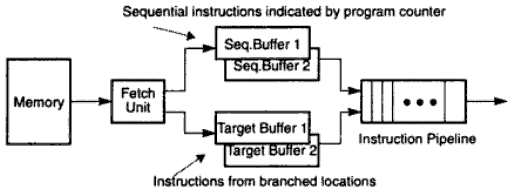 Sequential instructions indicated by program counter
Seq.Buffer 1
Seq.Buffer 2
Memory
Fetch
Unit
Target Buffer 1
Target Buffer 2
Instruction Pipeline
Instructions from branched locations